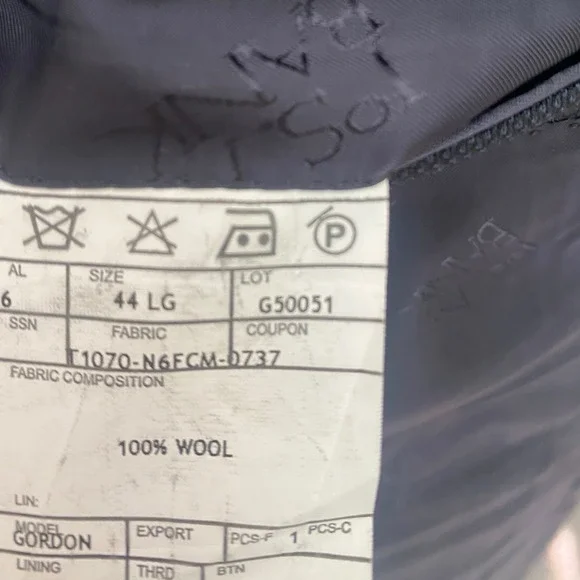 P
AL SIZE LOT
6 44 LG G50051
SSN FABRIC COUPON
T1070-N6FCM-0737
FABRIC COMPOSITION
100% WOOL
LIN:
MODEL EXPORT PCS-F 1 PCS-C
GORDON
LINING THRD BTN